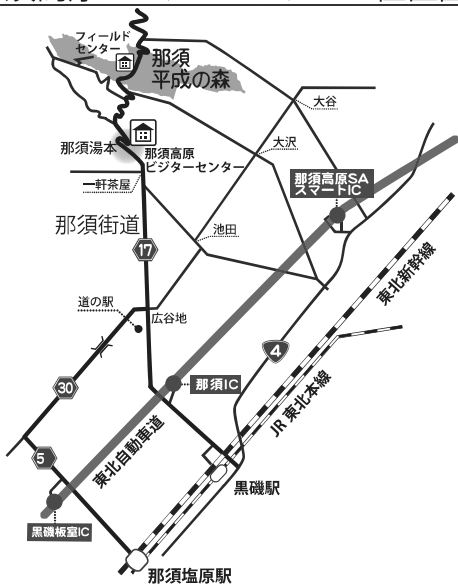 フィールド
センター
那須
平成の森
大谷
大沢
那須湯本
那須高原
ビジターセンター
一軒茶屋
那須高原SA
スマートIC
那須街道
池田
17
東北新幹線
道の駅
広谷地
4
30
那須IC
JR 東北本線
5
東北自動車道
黒磯駅
黒磯板室IC
那須塩原駅